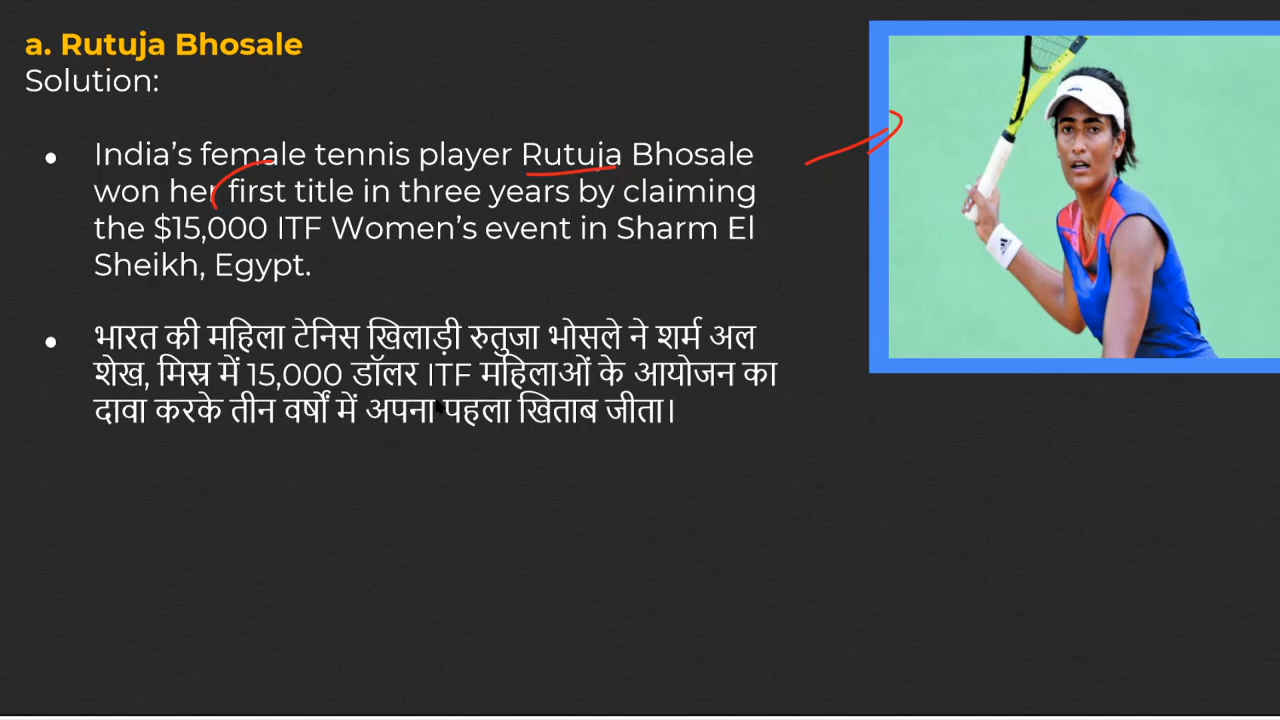 a. Rutuja Bhosale
Solution:
● India’s female tennis player Rutuja Bhosale
won her first title in three years by claiming
the $15,000 ITF Women’s event in Sharm El
Sheikh, Egypt.
● भारत की महिला टेनिस खिलाड़ी रुतुजा भोसले ने शर्म अल
शेख, मिस्र में 15,000 डॉलर ITF महिलाओं के आयोजन का
दावा करके तीन वर्षों में अपना पहला खिताब जीता।